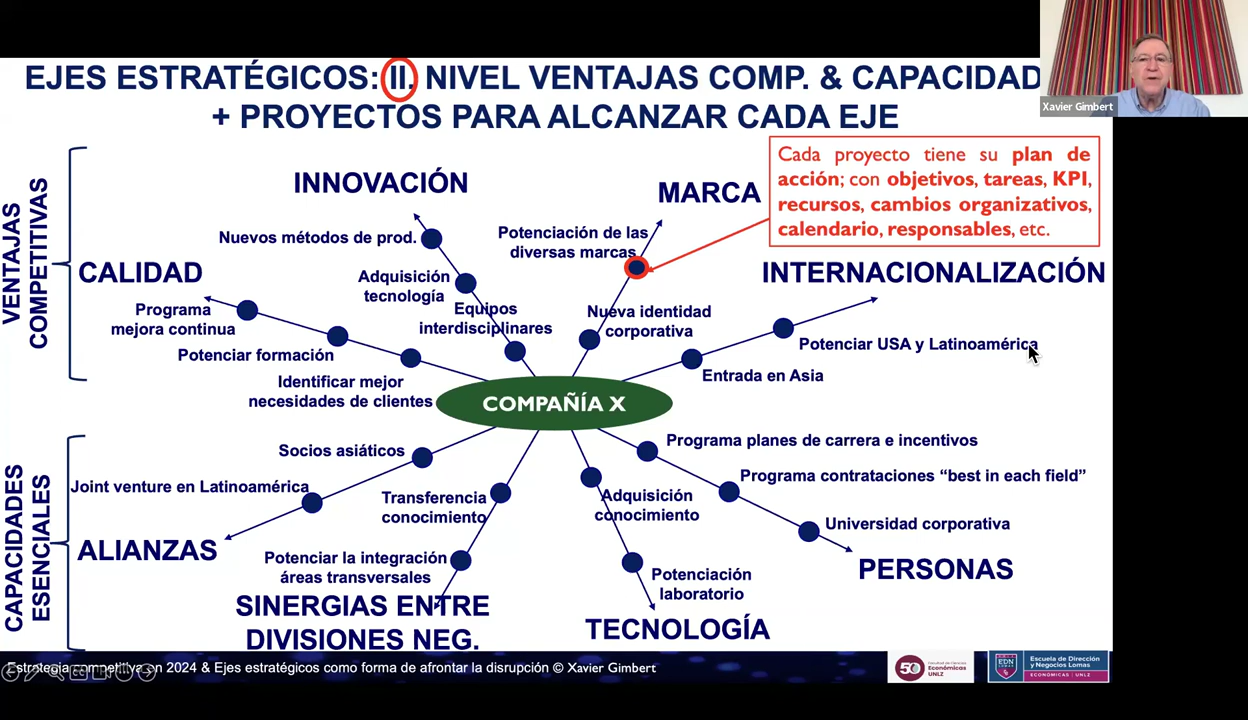 EJES ESTRATÉGICOS: II. NIVEL VENTAJAS COMP. & CAPACIDAD
+ PROYECTOS PARA ALCANZAR CADA EJE
Xavier Gimbert
Cada proyecto tiene su plan de
acción; con objetivos, tareas, KPI,
recursos, cambios organizativos,
calendario, responsables, etc.
VENTAJAS
COMPETITIVAS
INNOVACIÓN
Nuevos métodos de prod.
Adquisición
tecnología
Equipos
interdisciplinares
MARCA
Potenciación de las
diversas marcas
Nueva identidad
corporativa
CALIDAD
Programa
mejora continua
Potenciar formación
Identificar mejor
necesidades de clientes
INTERNACIONALIZACIÓN
Potenciar USA y Latinoamérica
Entrada en Asia
COMPAÑÍA X
CAPACIDADES
ESENCIALES
Socios asiáticos
Joint venture en Latinoamérica
ALIANZAS
Transferencia
conocimiento
Potenciar la integración
áreas transversales
SINERGIAS ENTRE
DIVISIONES NEG.
Adquisición
conocimiento
Potenciación
laboratorio
TECNOLOGÍA
Programa planes de carrera e incentivos
Programa contrataciones “best in each field”
Universidad corporativa
PERSONAS
Estrategia competitiva en 2024 & Ejes estratégicos como forma de afrontar la disrupción © Xavier Gimbert
50
Facultad de Ciencias
Económicas
UNLZ
EDN
LOMAS
Escuela de Dirección
y Negocios Lomas
ECONÓMICAS | UNLZ